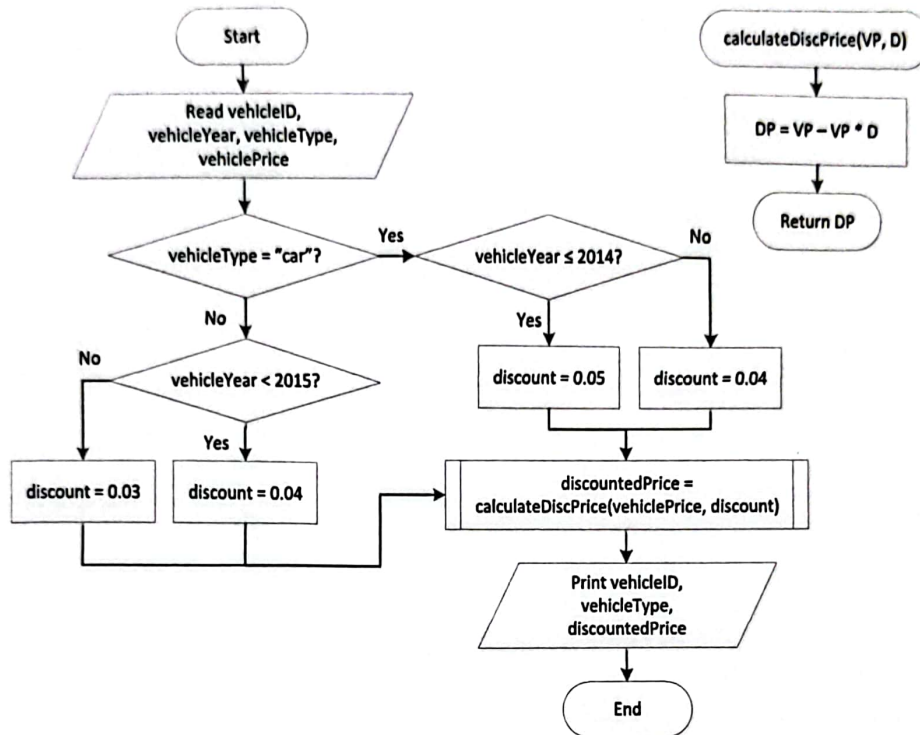 Start
Read vehicleID,
vehicleYear, vehicleType,
vehiclePrice
vehicleType = "car"?
Yes
No
vehicleYear ≤ 2014?
No
Yes
discount = 0.05
discount = 0.04
vehicleYear < 2015?
No
Yes
discount = 0.03
discount = 0.04
discountedPrice =
calculateDiscPrice(vehiclePrice, discount)
Print vehicleID,
vehicleType,
discountedPrice
End
calculateDiscPrice(VP, D)
DP = VP – VP * D
Return DP